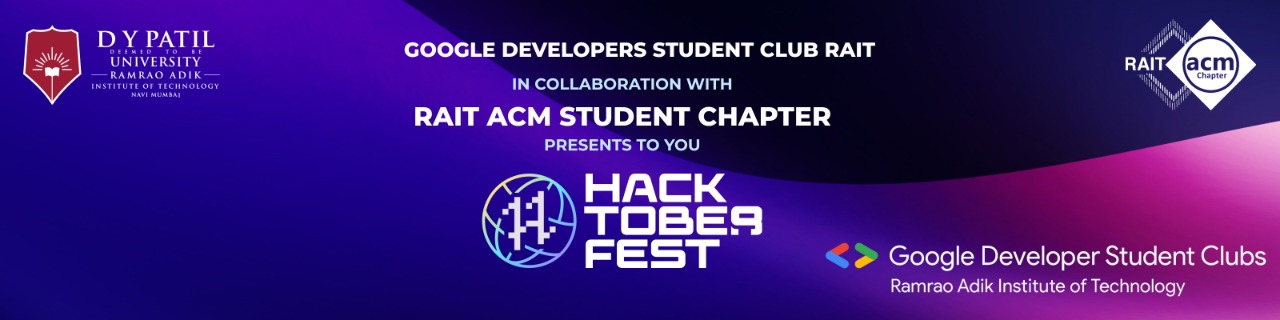 D Y PATIL
DEEMED TO BE
UNIVERSITY
RAMRAO ADIK
INSTITUTE OF TECHNOLOGY
NAVI MUMBAI
GOOGLE DEVELOPERS STUDENT CLUB RAIT
IN COLLABORATION WITH
RAIT ACM STUDENT CHAPTER
PRESENTS TO YOU
HACK
TOBER
FEST
RAIT
acm
Chapter
Google Developer Student Clubs
Ramrao Adik Institute of Technology